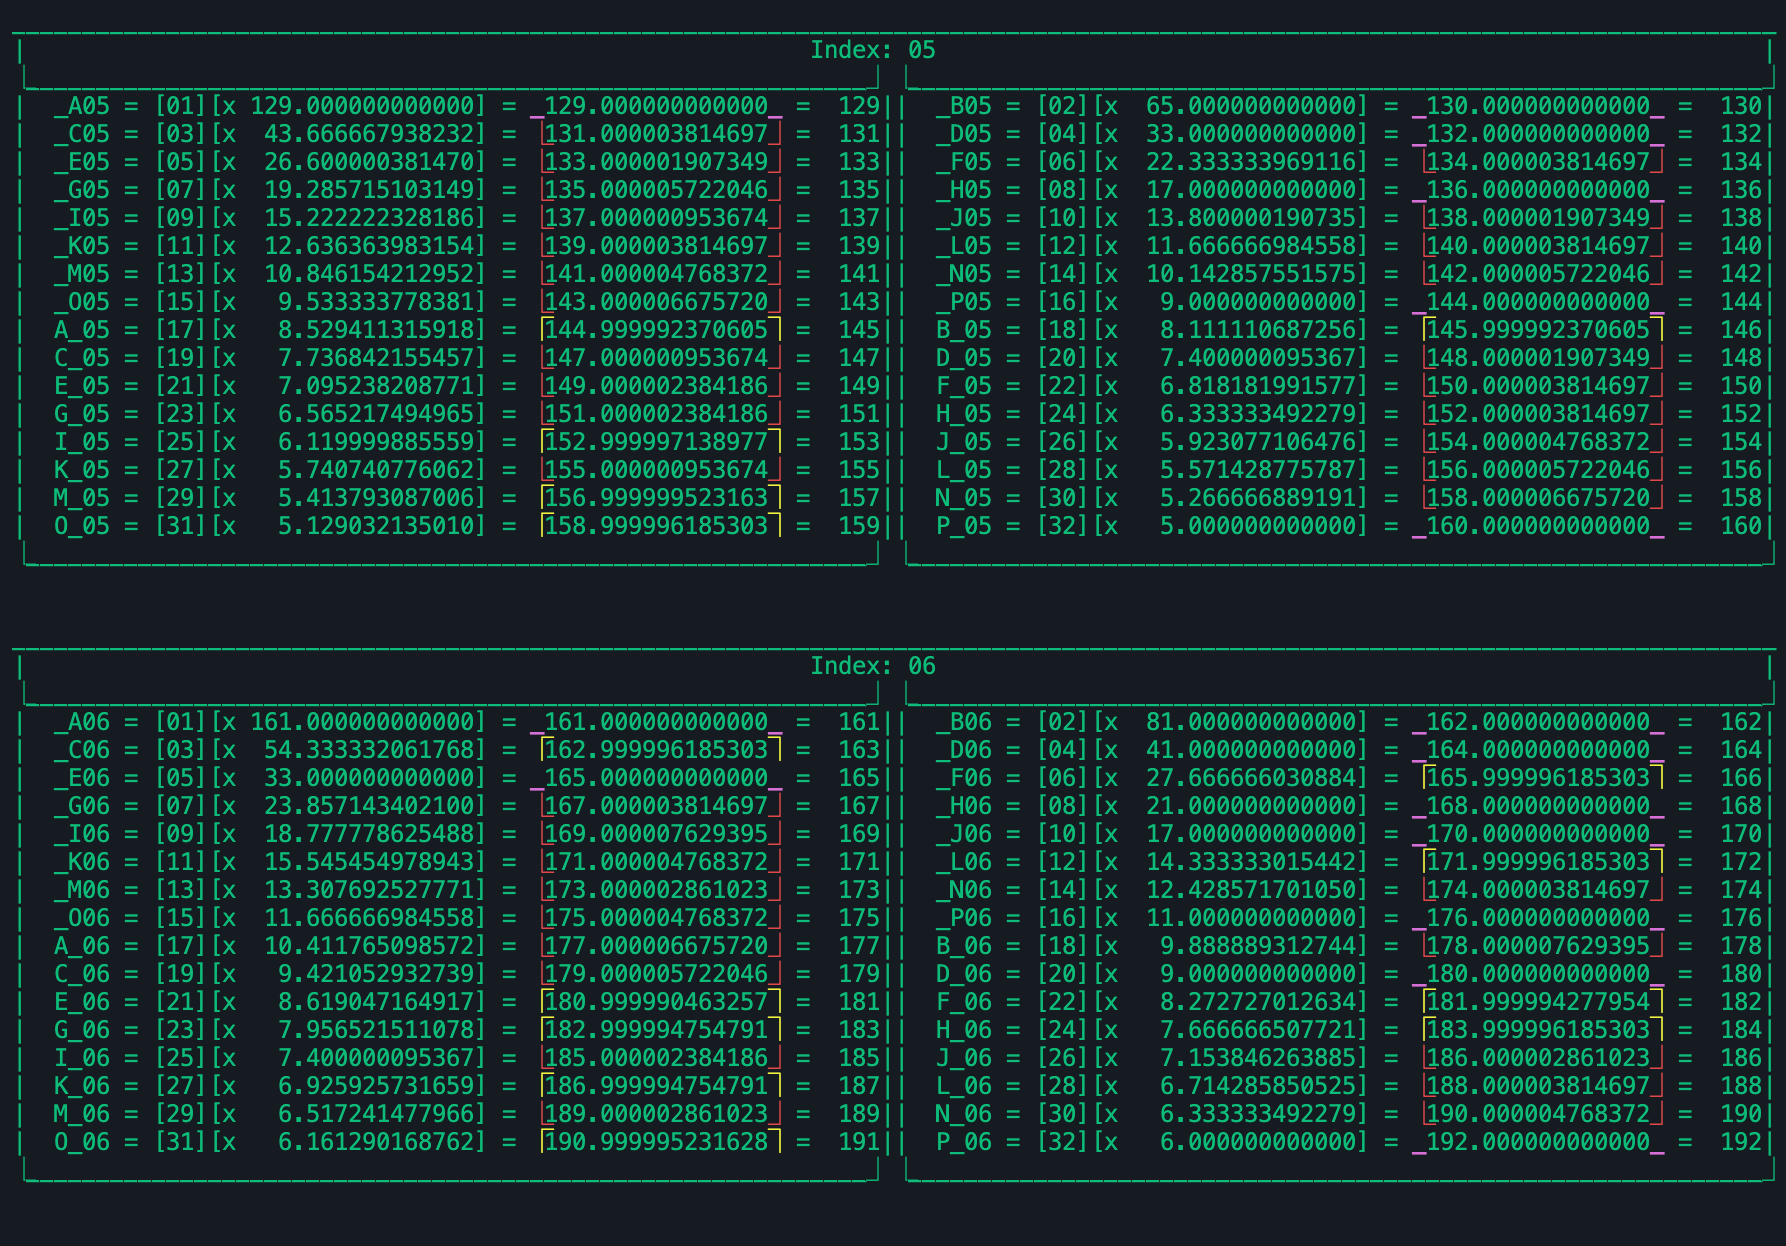 Index: 05
_A05 = [01][x 129.000000000000] = _129.000000000000_ = 129|| _B05 = [02][x 65.000000000000] = _130.000000000000_ = 130|
| _C05 = [03][x 43.666667938232] = ⎣131.000003814697⎦ = 131|| _D05 = [04][x 33.000000000000] = _132.000000000000_ = 132|
| _E05 = [05][x 26.600000381470] = ⎣133.000001907349⎦ = 133|| _F05 = [06][x 22.333333969116] = ⎣134.000003814697⎦ = 134|
| _G05 = [07][x 19.285715103149] = ⎣135.000005722046⎦ = 135|| _H05 = [08][x 17.000000000000] = _136.000000000000_ = 136|
| _I05 = [09][x 15.222222328186] = ⎣137.000000953674⎦ = 137|| _J05 = [10][x 13.800000190735] = ⎣138.000001907349⎦ = 138|
| _K05 = [11][x 12.636363983154] = ⎣139.000003814697⎦ = 139|| _L05 = [12][x 11.666666984558] = ⎣140.000003814697⎦ = 140|
| _M05 = [13][x 10.846154212952] = ⎣141.000004768372⎦ = 141|| _N05 = [14][x 10.142857551575] = ⎣142.000005722046⎦ = 142|
| _O05 = [15][x 9.533333778381] = ⎣143.000006675720⎦ = 143|| _P05 = [16][x 9.000000000000] = _144.000000000000_ = 144|
| A_05 = [17][x 8.529411315918] = ⎡144.999992370605⎤ = 145|| B_05 = [18][x 8.111110687256] = ⎡145.999992370605⎤ = 146|
| C_05 = [19][x 7.736842155457] = ⎣147.000000953674⎦ = 147|| D_05 = [20][x 7.400000095367] = ⎣148.000001907349⎦ = 148|
| E_05 = [21][x 7.095238208771] = ⎣149.000002384186⎦ = 149|| F_05 = [22][x 6.818181991577] = ⎣150.000003814697⎦ = 150|
| G_05 = [23][x 6.565217494965] = ⎣151.000002384186⎦ = 151|| H_05 = [24][x 6.333333492279] = ⎣152.000003814697⎦ = 152|
| I_05 = [25][x 6.119999885559] = ⎡152.999997138977⎤ = 153|| J_05 = [26][x 5.923077106476] = ⎣154.000004768372⎦ = 154|
| K_05 = [27][x 5.740740776062] = ⎣155.000000953674⎦ = 155|| L_05 = [28][x 5.571428775787] = ⎣156.000005722046⎦ = 156|
| M_05 = [29][x 5.413793087006] = ⎡156.999999523163⎤ = 157|| N_05 = [30][x 5.266666889191] = ⎣158.000006675720⎦ = 158|
| O_05 = [31][x 5.129032135010] = ⎡158.999996185303⎤ = 159|| P_05 = [32][x 5.000000000000] = _160.000000000000_ = 160|
Index: 06
| _A06 = [01][x 161.000000000000] = _161.000000000000_ = 161|| _B06 = [02][x 81.000000000000] = _162.000000000000_ = 162|
| _C06 = [03][x 54.333332061768] = ⎡162.999996185303⎤ = 163|| _D06 = [04][x 41.000000000000] = _164.000000000000_ = 164|
| _E06 = [05][x 33.000000000000] = _165.000000000000_ = 165|| _F06 = [06][x 27.666666030884] = ⎡165.999996185303⎤ = 166|
| _G06 = [07][x 23.857143402100] = ⎣167.000003814697⎦ = 167|| _H06 = [08][x 21.000000000000] = _168.000000000000_ = 168|
| _I06 = [09][x 18.777778625488] = ⎣169.000007629395⎦ = 169|| _J06 = [10][x 17.000000000000] = _170.000000000000_ = 170|
| _K06 = [11][x 15.545454978943] = ⎣171.000004768372⎦ = 171|| _L06 = [12][x 14.333333015442] = ⎡171.999996185303⎤ = 172|
| _M06 = [13][x 13.307692527771] = ⎣173.000002861023⎦ = 173|| _N06 = [14][x 12.428571701050] = ⎣174.000003814697⎦ = 174|
| _O06 = [15][x 11.666666984558] = ⎣175.000004768372⎦ = 175|| _P06 = [16][x 11.000000000000] = _176.000000000000_ = 176|
| A_06 = [17][x 10.411765098572] = ⎣177.000006675720⎦ = 177|| B_06 = [18][x 9.888889312744] = ⎣178.000007629395⎦ = 178|
| C_06 = [19][x 9.421052932739] = ⎣179.000005722046⎦ = 179|| D_06 = [20][x 9.000000000000] = _180.000000000000_ = 180|
| E_06 = [21][x 8.619047164917] = ⎡180.999990463257⎤ = 181|| F_06 = [22][x 8.272727012634] = ⎡181.999994277954⎤ = 182|
| G_06 = [23][x 7.956521511078] = ⎡182.999994754791⎤ = 183|| H_06 = [24][x 7.666666507721] = ⎡183.999996185303⎤ = 184|
| I_06 = [25][x 7.400000095367] = ⎣185.000002384186⎦ = 185|| J_06 = [26][x 7.153846263885] = ⎣186.000002861023⎦ = 186|
| K_06 = [27][x 6.925925731659] = ⎡186.999994754791⎤ = 187|| L_06 = [28][x 6.714285850525] = ⎣188.000003814697⎦ = 188|
| M_06 = [29][x 6.517241477966] = ⎣189.000002861023⎦ = 189|| N_06 = [30][x 6.333333492279] = ⎣190.000004768372⎦ = 190|
| O_06 = [31][x 6.161290168762] = ⎡190.999995231628⎤ = 191|| P_06 = [32][x 6.000000000000] = _192.000000000000_ = 192|